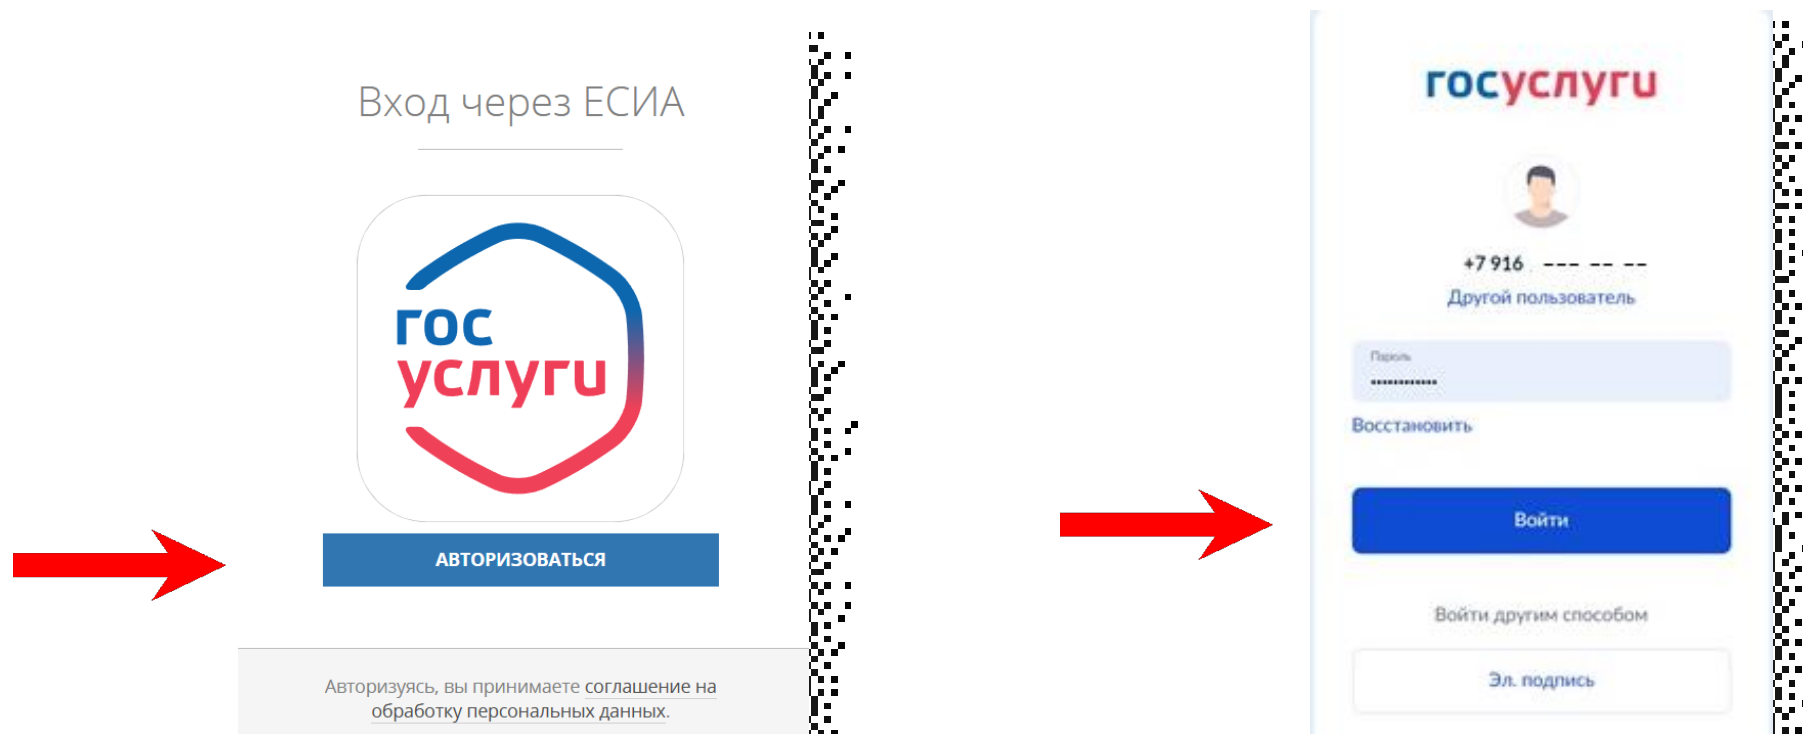 Вход через ЕСИА
гос
услуги
АВТОРИЗОВАТЬСЯ
Авторизуясь, вы принимаете соглашение на
обработку персональных данных.
госуслуги
+7 916 --- -- --
Другой пользователь
Пароль
••••••••••••
Восстановить
Войти
Войти другим способом
Эл. подпись